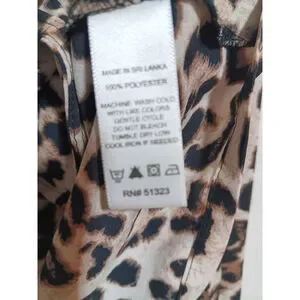 MADE IN SRI LANKA
100% POLYESTER
MACHINE WASH COLD
WITH LIKE COLORS
GENTLE CYCLE
DO NOT BLEACH
TUMBLE DRY LOW
COOL IRON IF NEEDED
RN# 51323